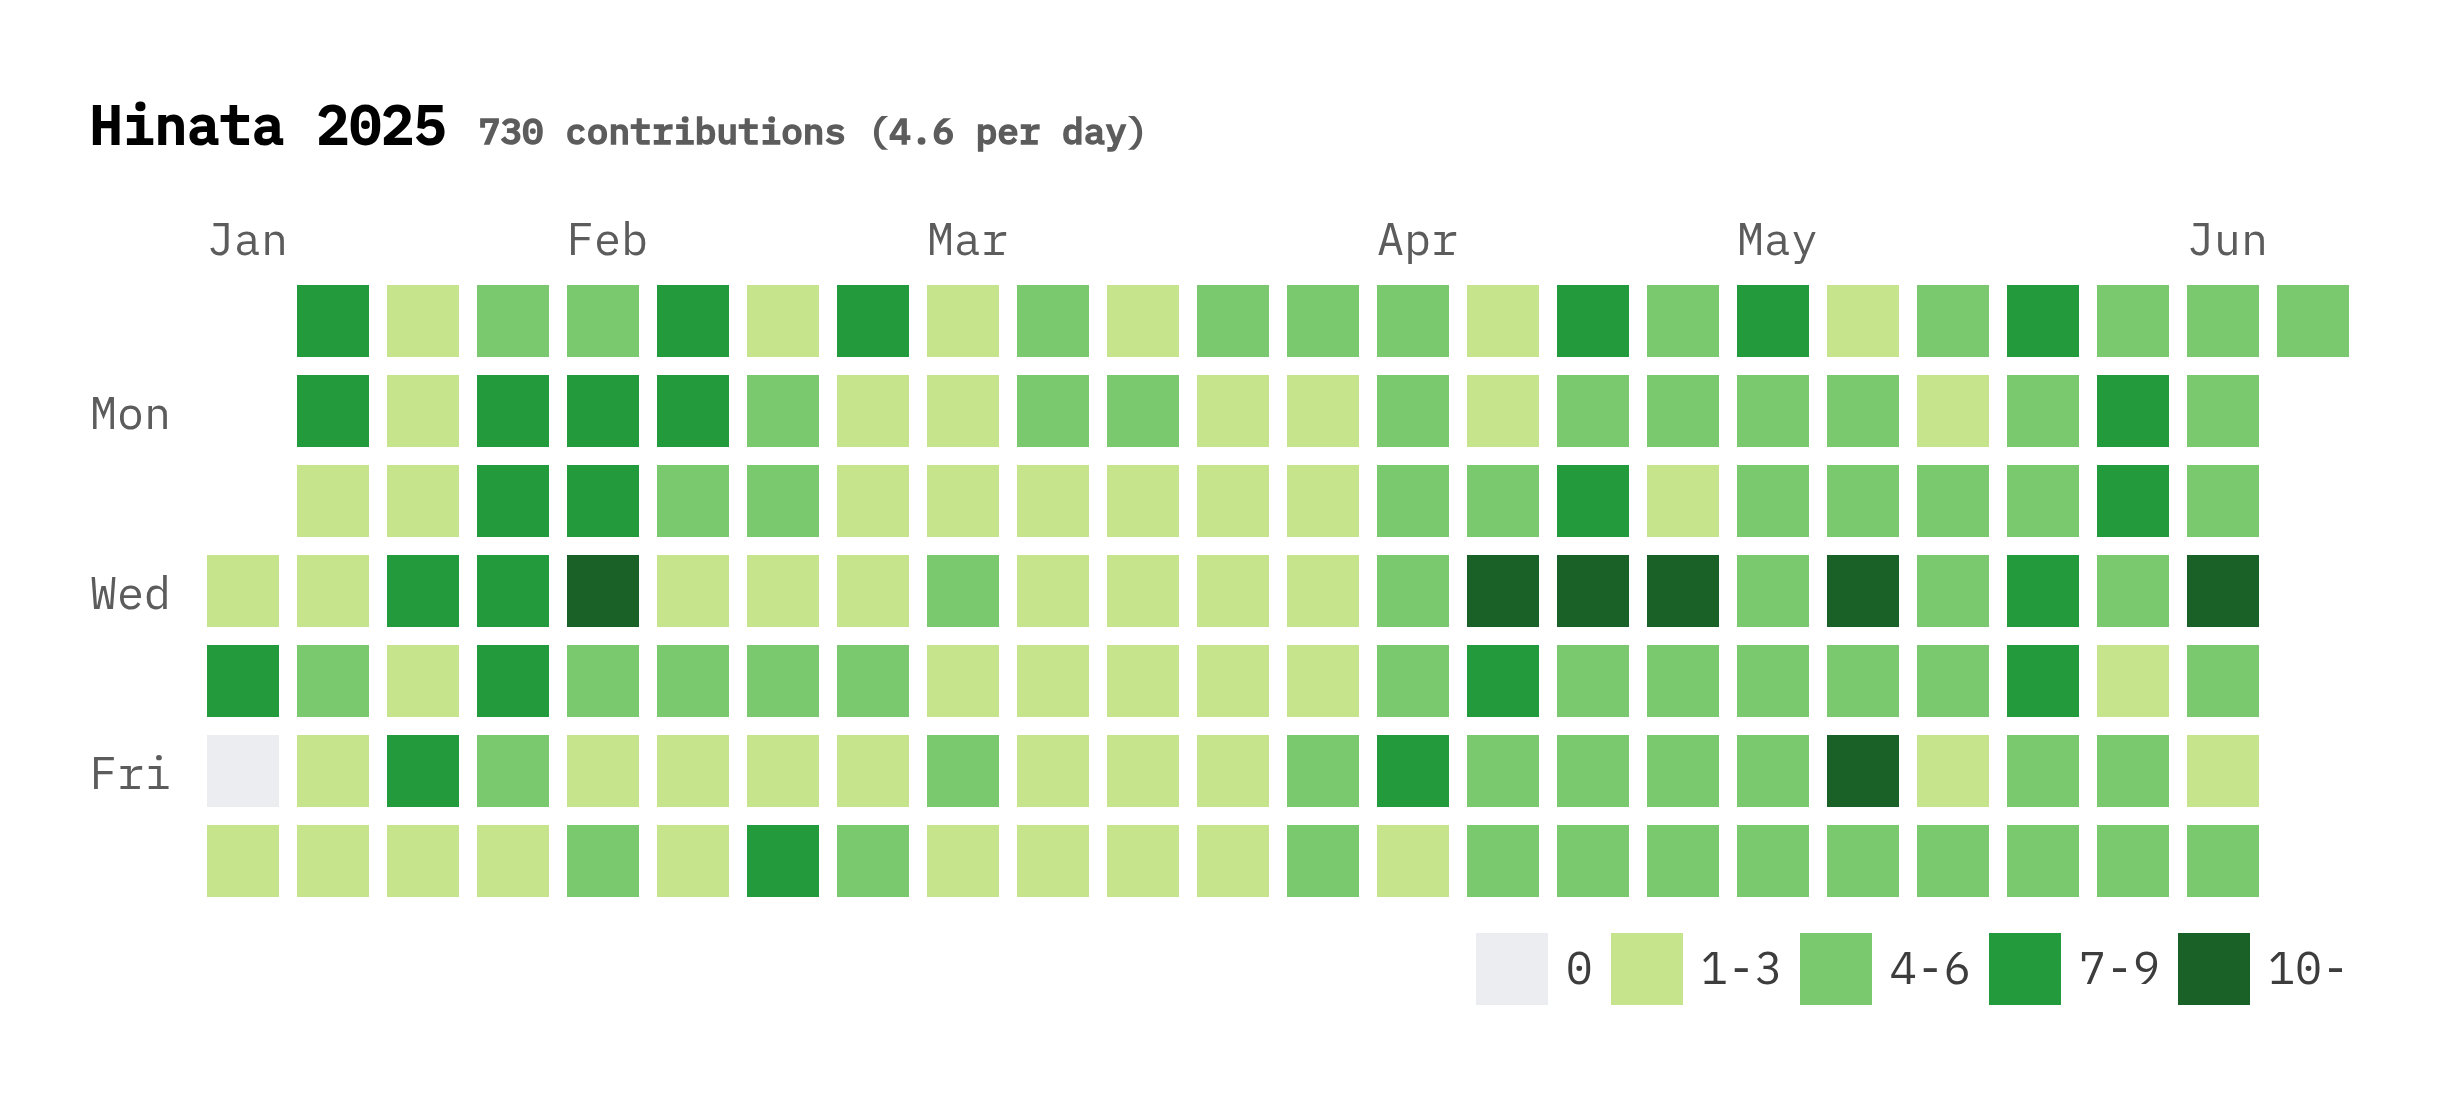 Hinata 2025 730 contributions (4.6 per day)
Jan Feb Mar Apr May Jun
Mon
Wed
Fri
0 1-3 4-6 7-9 10-